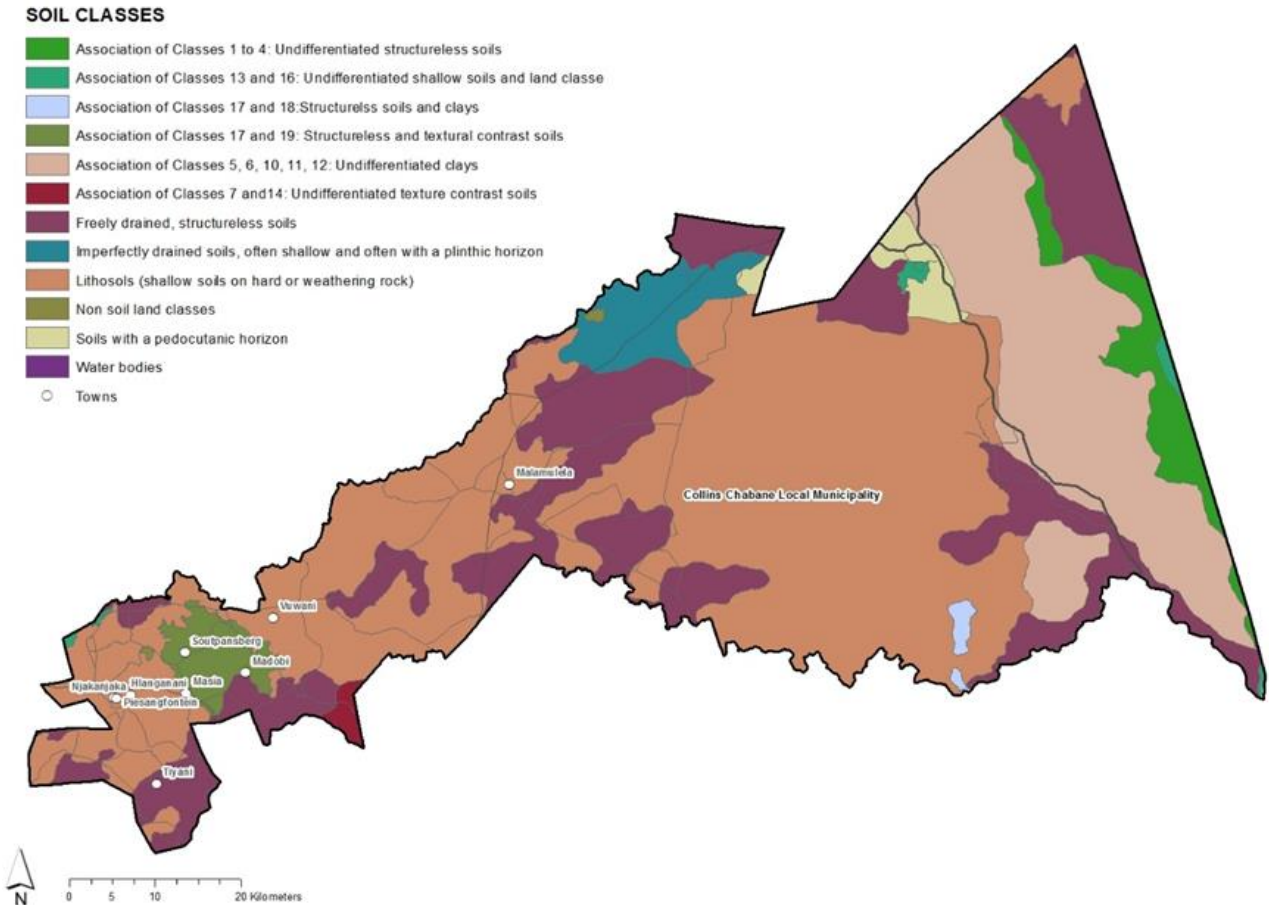 SOIL CLASSES
Association of Classes 1 to 4: Undifferentiated structureless soils
Association of Classes 13 and 16: Undifferentiated shallow soils and land classe
Association of Classes 17 and 18:Structurelss soils and clays
Association of Classes 17 and 19: Structureless and textural contrast soils
Association of Classes 5, 6, 10, 11, 12: Undifferentiated clays
Association of Classes 7 and14: Undifferentiated texture contrast soils
Freely drained, structureless soils
Imperfectly drained soils, often shallow and often with a plinthic horizon
Lithosols (shallow soils on hard or weathering rock)
Non soil land classes
Soils with a pedocutanic horizon
Water bodies
Towns
Malamulela
Collins Chabane Local Municipality
Vuwani
Soutpansberg
Madobi
Njakanjaka
Hlanganani
Masia
Piesangfontein
Tiyani
N
0 5 10 20 Kilometers